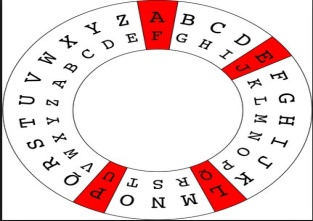 A B C D E F G H I J K L M N O P Q R S T U V W X Y Z
F G H I J K L M N O P Q R S T U V W X Y Z A B C D E